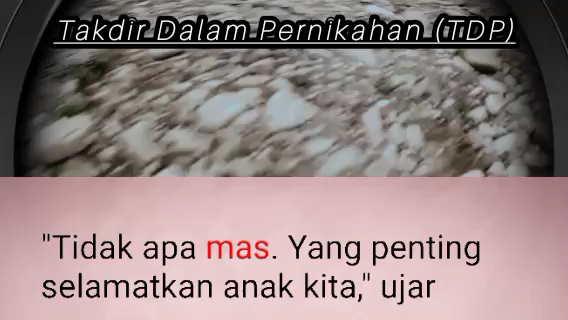 Takdir Dalam Pernikahan (TDP)
"Tidak apa mas. Yang penting
selamatkan anak kita," ujar